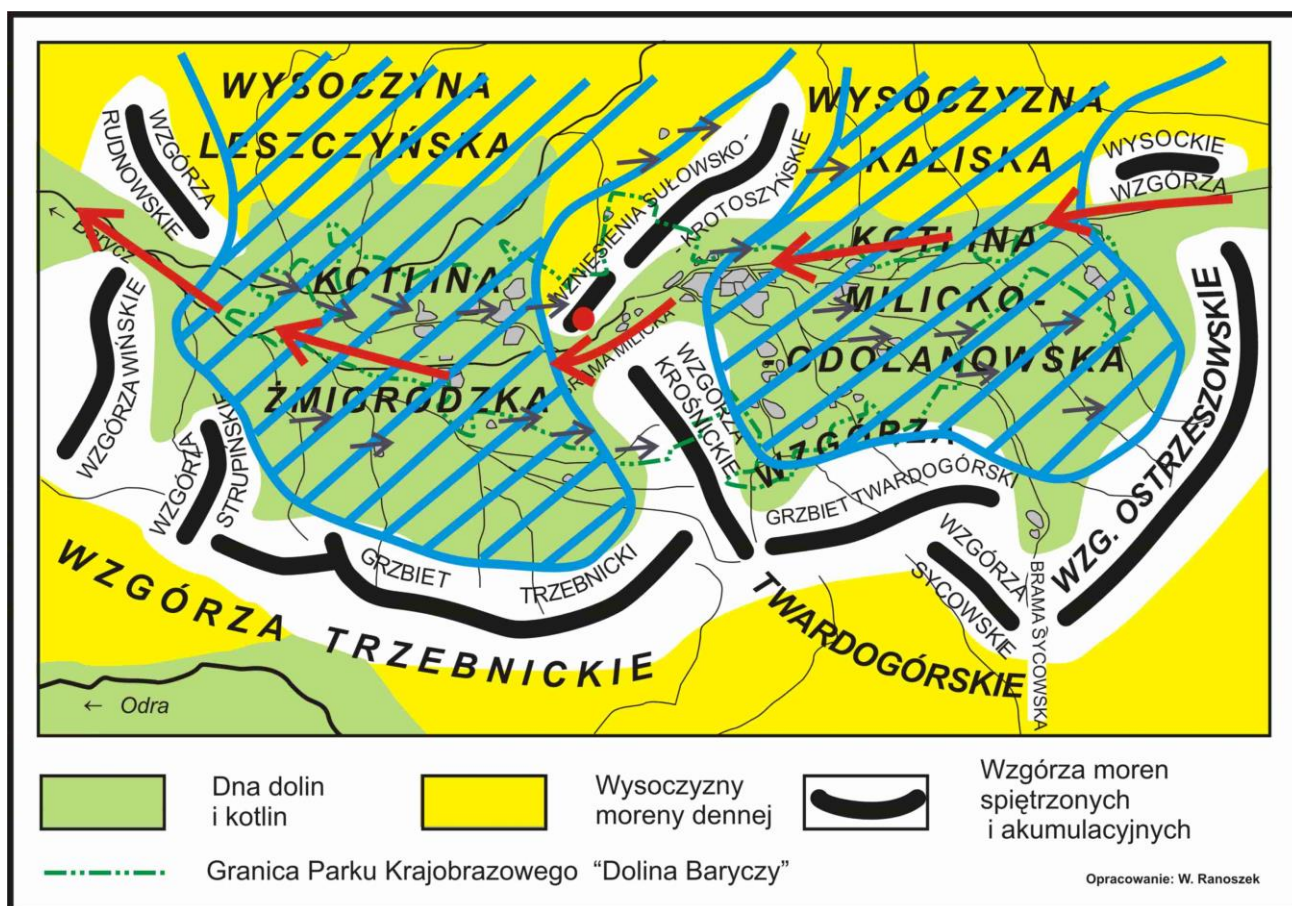 WYSOCZYNA
LESZCZYŃSKA
WZGÓRZA
RUDNOWSKIE
WYSOCZYZNA
KALISKA
WYSOCKIE
WZGÓRZA
WZNIESIENIA SUŁOWSKO-
- KROTOSZYŃSKIE
←
Barycz
KOTLINA
ŻMIGRODZKA
BRAMA MILICKA
KOTLINA
MILICKO-
-ODOLANOWSKA
WZGÓRZA WIŃSKIE
WZGÓRZA
STRUPIŃSKIE
WZGÓRZA
KROŚNICKIE
WZGÓRZA
GRZBIET TWARDOGÓRSKI
WZG. OSTRZESZOWSKIE
GRZBIET TRZEBNICKI
WZGÓRZA
SYCOWSKIE
BRAMA SYCOWSKA
WZGÓRZA TRZEBNICKIE
TWARDOGÓRSKIE
← Odra
Dna dolin
i kotlin
Wysoczyzny
moreny dennej
Wzgórza moren
spiętrzonych
i akumulacyjnych
Granica Parku Krajobrazowego “Dolina Baryczy”
Opracowanie: W. Ranoszek